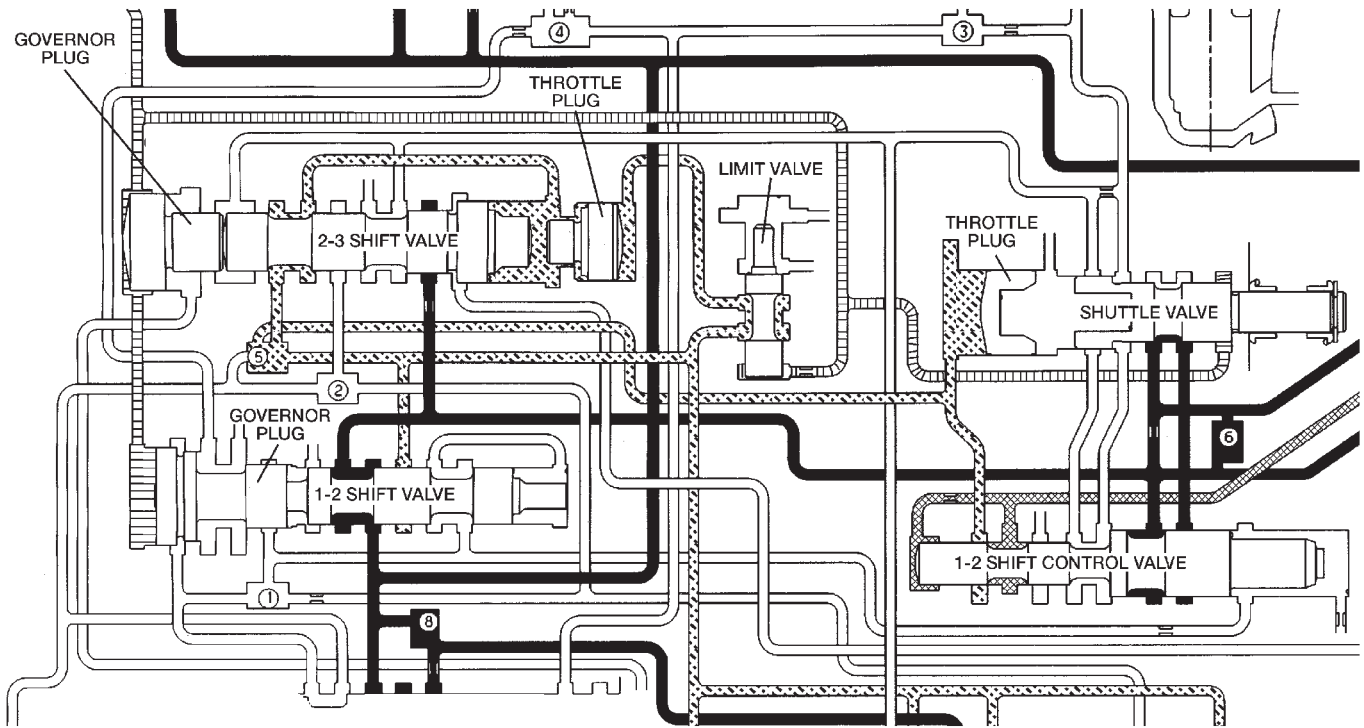 4
3
GOVERNOR
PLUG
THROTTLE
PLUG
LIMIT VALVE
THROTTLE
PLUG
2-3 SHIFT VALVE
SHUTTLE VALVE
5
2
GOVERNOR
PLUG
6
1-2 SHIFT VALVE
1-2 SHIFT CONTROL VALVE
1
8